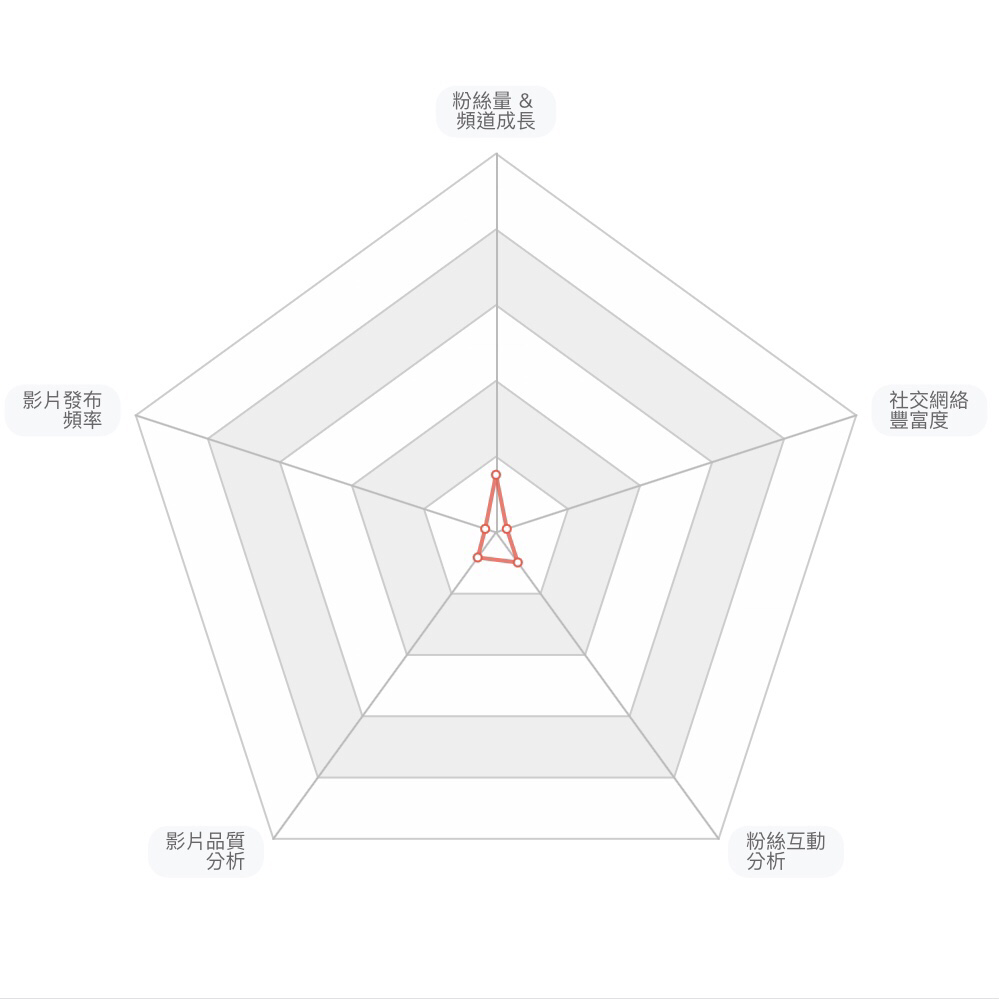 粉絲量 &
頻道成長
影片發布
頻率
社交網絡
豐富度
影片品質
分析
粉絲互動
分析